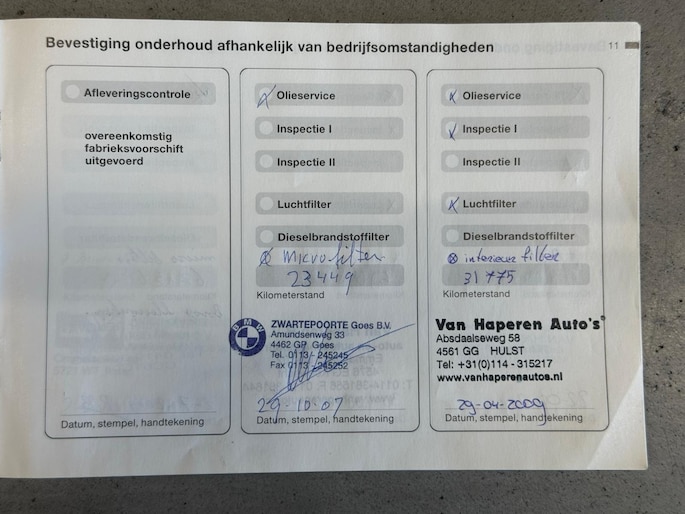 Bevestiging onderhoud afhankelijk van bedrijfsomstandigheden
11
Afleveringscontrole
overeenkomstig
fabrieksvoorschift
uitgevoerd
Datum, stempel, handtekening
Olieservice
Inspectie I
Inspectie II
Luchtfilter
Dieselbrandstoffilter
Microfilter
23449
Kilometerstand
BMW
ZWARTEPOORTE Goes B.V.
Amundsenweg 33
4462 GP Goes
Tel. 0113 - 245245
Fax 0113 - 245252
29-10-07
Datum, stempel, handtekening
Olieservice
Inspectie I
Inspectie II
Luchtfilter
Dieselbrandstoffilter
interieur filter
31775
Kilometerstand
Van Haperen Auto's
Absdaalseweg 58
4561 GG HULST
Tel: +31(0)114 - 315217
www.vanhaperenautos.nl
29-04-2009
Datum, stempel, handtekening